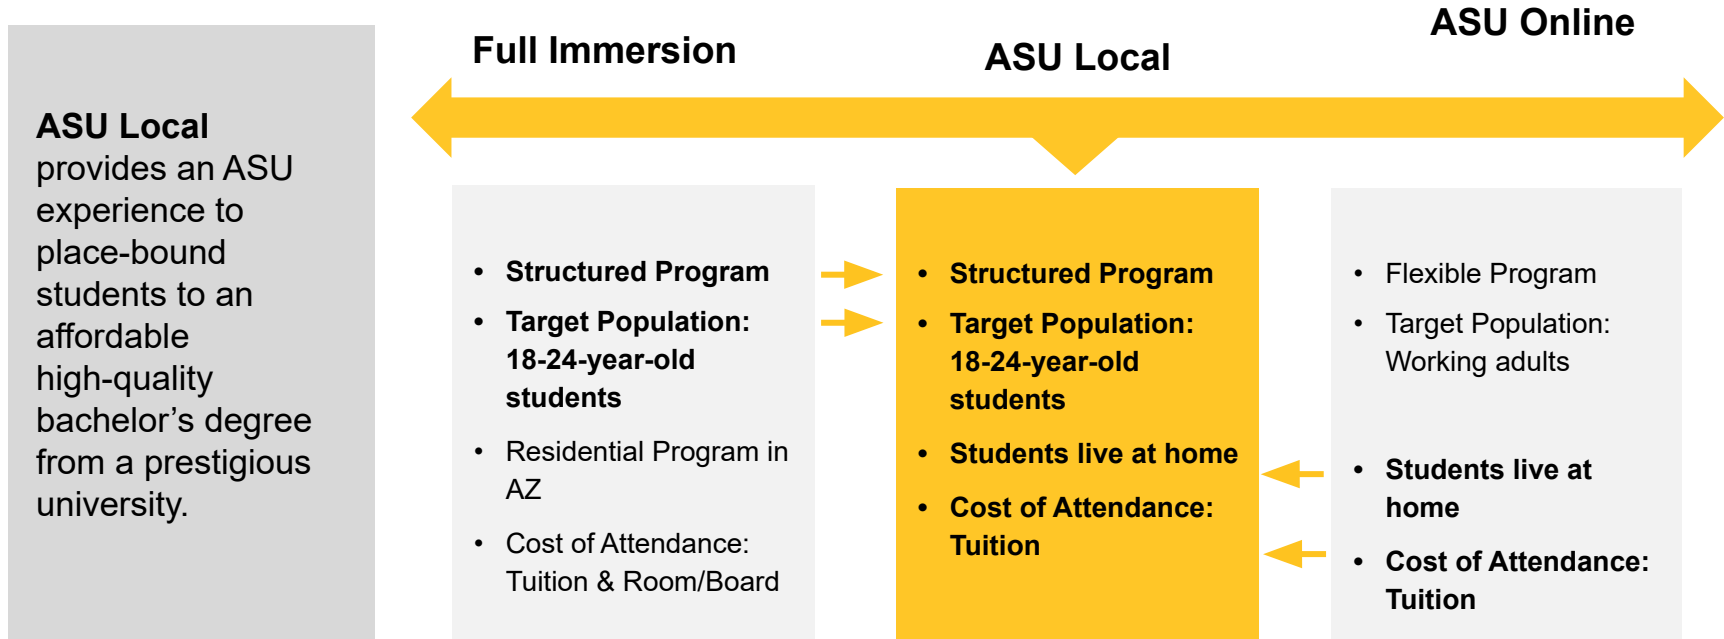 ASU Local
provides an ASU
experience to
place-bound
students to an
affordable
high-quality
bachelor’s degree
from a prestigious
university.
Full Immersion
ASU Local
ASU Online
• Structured Program
• Target Population:
18-24-year-old
students
• Residential Program in
AZ
• Cost of Attendance:
Tuition & Room/Board
• Structured Program
• Target Population:
18-24-year-old
students
• Students live at home
• Cost of Attendance:
Tuition
• Flexible Program
• Target Population:
Working adults
• Students live at
home
• Cost of Attendance:
Tuition